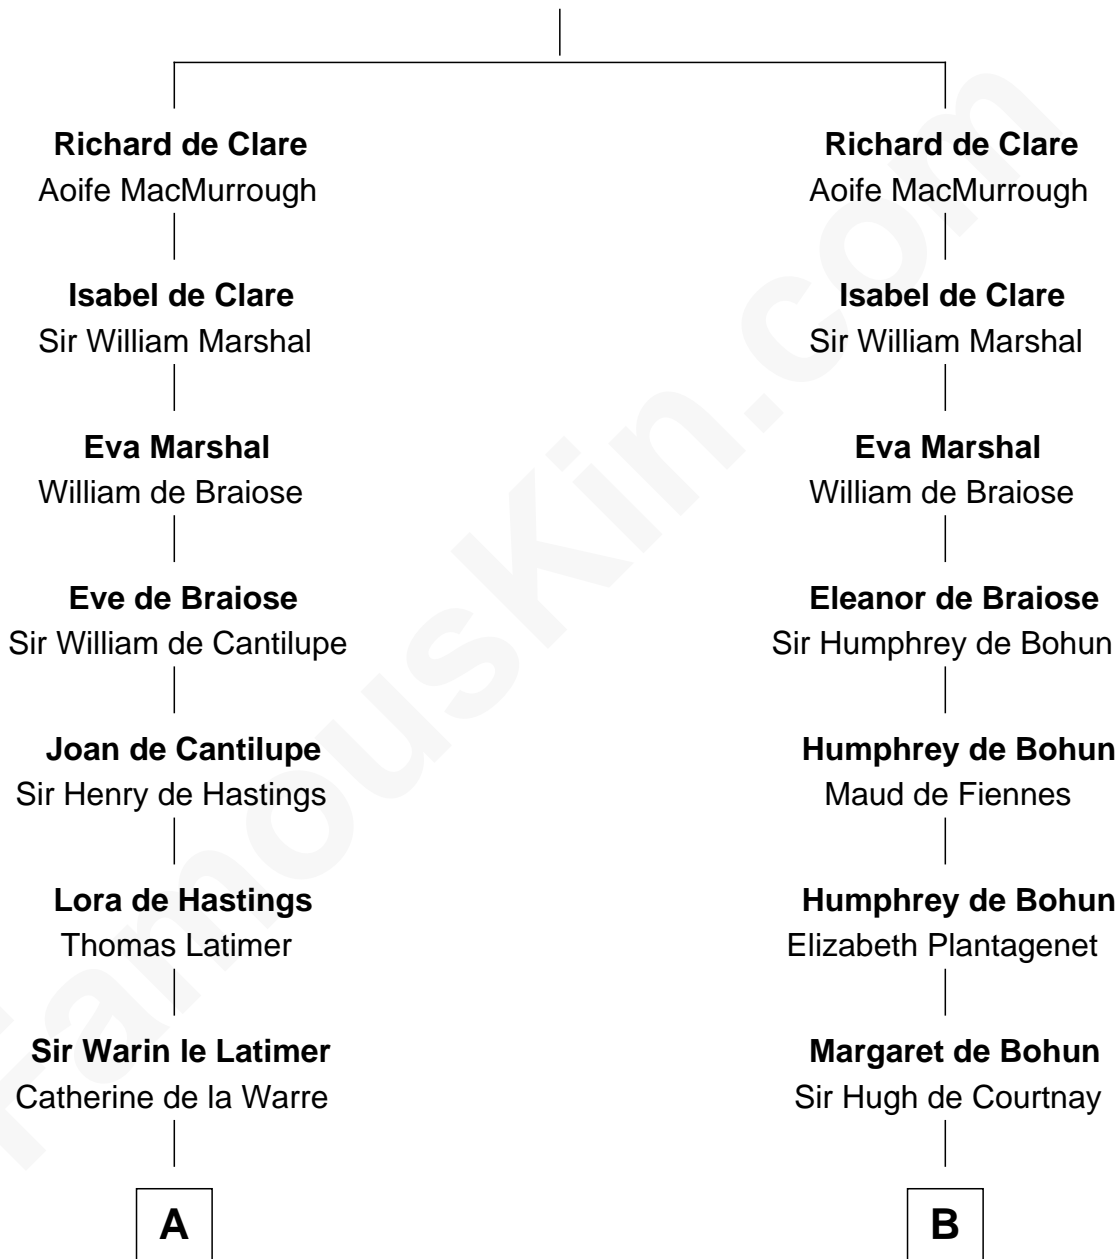 Richard de Clare
Aoife MacMurrough
Isabel de Clare
Sir William Marshal
Eva Marshal
William de Braiose
Eve de Braiose
Sir William de Cantilupe
Joan de Cantilupe
Sir Henry de Hastings
Lora de Hastings
Thomas Latimer
Sir Warin le Latimer
Catherine de la Warre
A
Richard de Clare
Aoife MacMurrough
Isabel de Clare
Sir William Marshal
Eva Marshal
William de Braiose
Eleanor de Braiose
Sir Humphrey de Bohun
Humphrey de Bohun
Maud de Fiennes
Humphrey de Bohun
Elizabeth Plantagenet
Margaret de Bohun
Sir Hugh de Courtnay
B
FamousKin.com